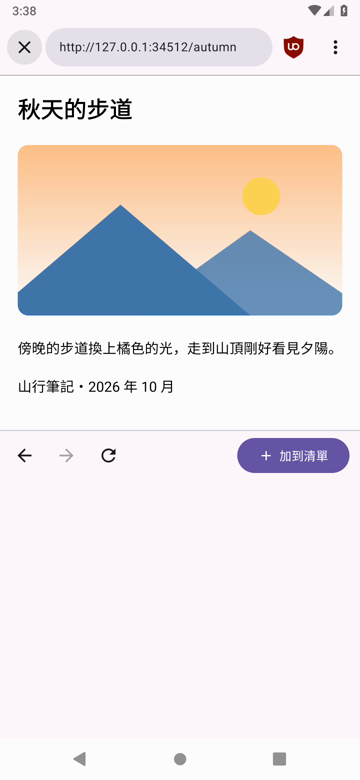 3:38
http://127.0.0.1:34512/autumn
秋天的步道
傍晚的步道換上橘色的光，走到山頂剛好看見夕陽。
山行筆記・2026 年 10 月
加到清單